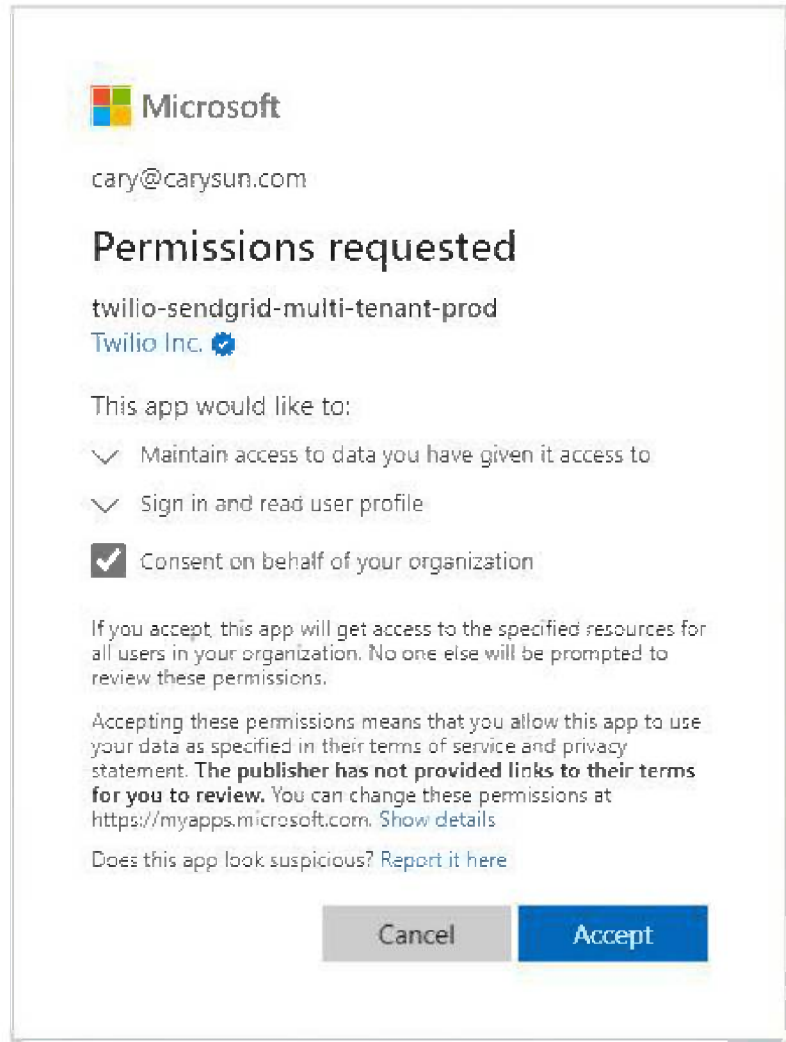 Microsoft
cary@carysun.com
Permissions requested
twilio-sendgrid-multi-tenant-prod
Twilio Inc.
This app would like to:
Maintain access to data you have given it access to
Sign in and read user profile
Consent on behalf of your organization
If you accept, this app will get access to the specified resources for
all users in your organization. No one else will be prompted to
review these permissions.
Accepting these permissions means that you allow this app to use
your data as specified in their terms of service and privacy
statement. The publisher has not provided links to their terms
for you to review. You can change these permissions at
https://myapps.microsoft.com. Show details
Does this app look suspicious? Report it here
Cancel
Accept